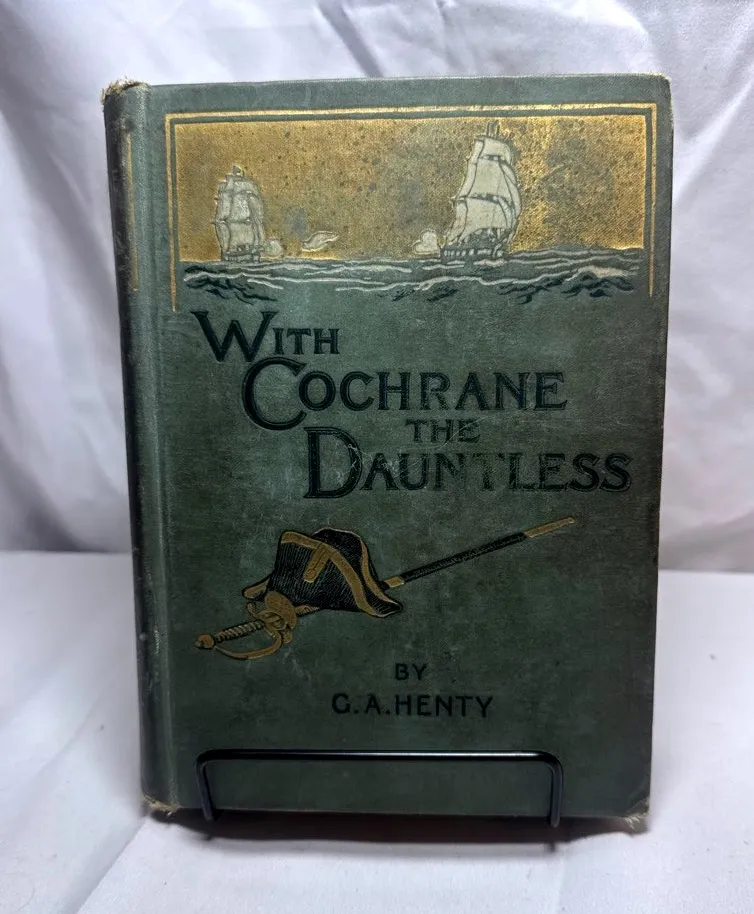 WITH
COCHRANE
THE
DAUNTLESS
BY
G.A.HENTY